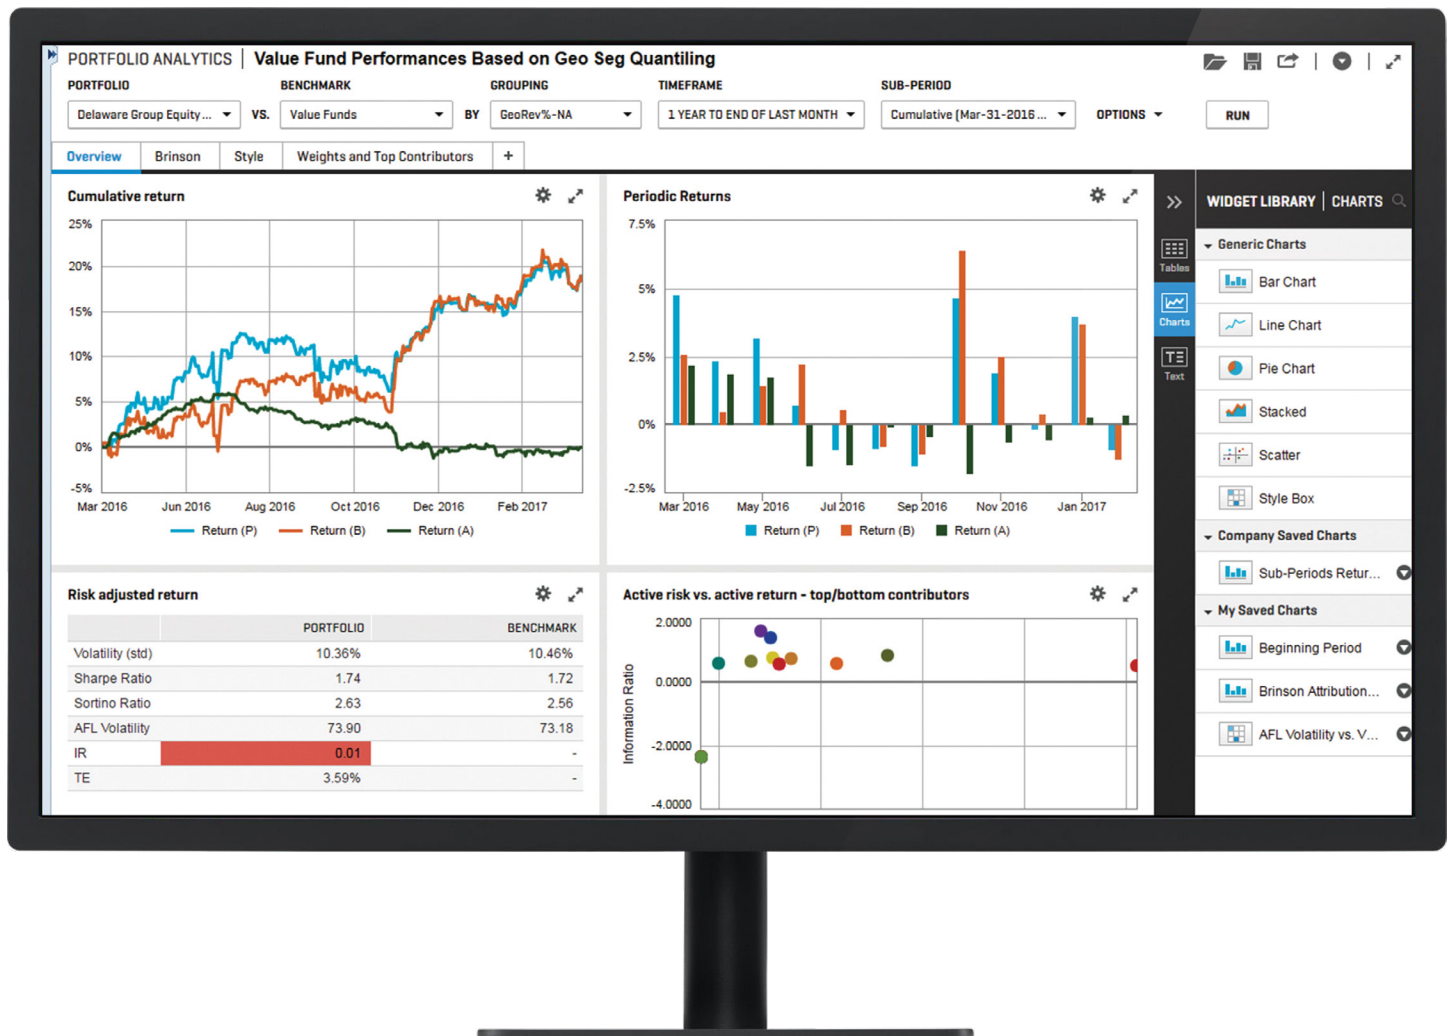 PORTFOLIO ANALYTICS | Value Fund Performances Based on Geo Seg Quantiling
PORTFOLIO BENCHMARK GROUPING TIMEFRAME SUB-PERIOD
Delaware Group Equity ... VS. Value Funds BY GeoRev%-NA 1 YEAR TO END OF LAST MONTH Cumulative (Mar-31-2016 ... OPTIONS RUN
Overview Brinson Style Weights and Top Contributors +
Cumulative return
25%
20%
15%
10%
5%
0%
-5%
Mar 2016 Jun 2016 Aug 2016 Oct 2016 Dec 2016 Feb 2017
Return (P) Return (B) Return (A)
Periodic Returns
7.5%
5%
2.5%
0%
-2.5%
Mar 2016 May 2016 Jul 2016 Sep 2016 Nov 2016 Jan 2017
Return (P) Return (B) Return (A)
Risk adjusted return
PORTFOLIO BENCHMARK
Volatility (std) 10.36% 10.46%
Sharpe Ratio 1.74 1.72
Sortino Ratio 2.63 2.56
AFL Volatility 73.90 73.18
IR 0.01 -
TE 3.59% -
Active risk vs. active return - top/bottom contributors
Information Ratio
2.0000
0.0000
-2.0000
-4.0000
Tables
Charts
TE
Text
WIDGET LIBRARY | CHARTS
Generic Charts
Bar Chart
Line Chart
Pie Chart
Stacked
Scatter
Style Box
Company Saved Charts
Sub-Periods Retur...
My Saved Charts
Beginning Period
Brinson Attribution...
AFL Volatility vs. V...